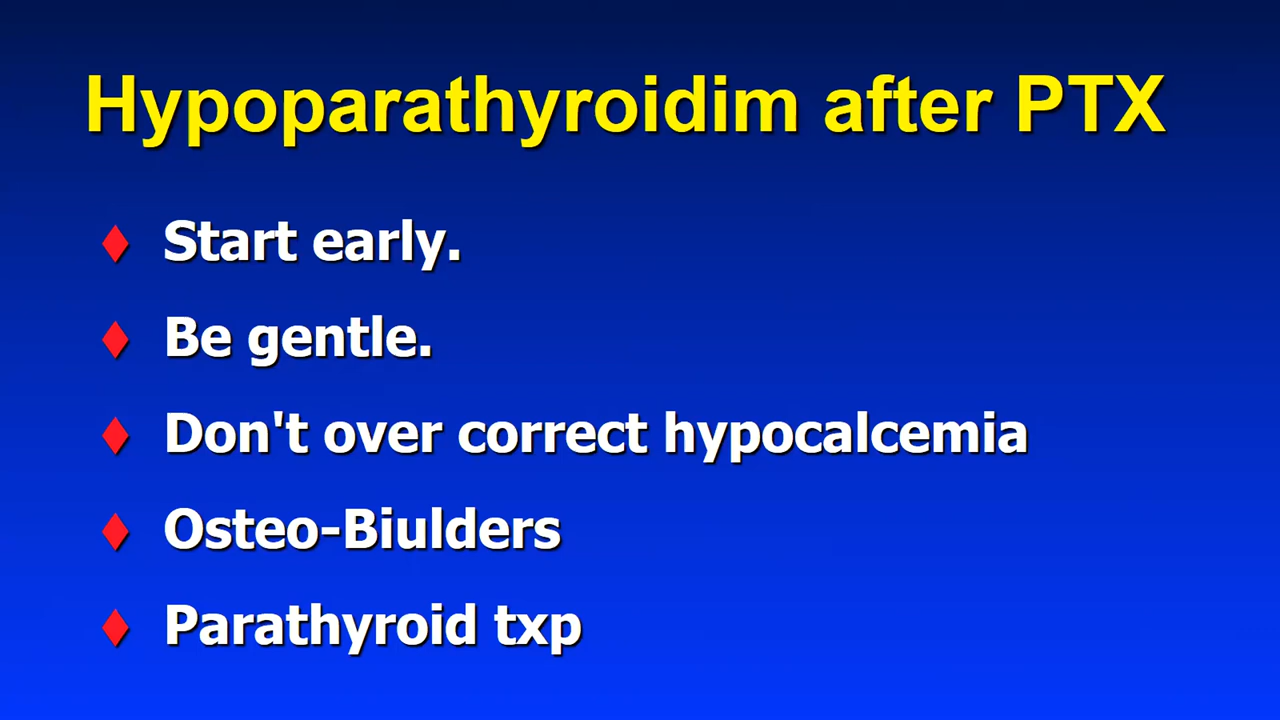 Hypoparathyroidim after PTX
Start early.
Be gentle.
Don't over correct hypocalcemia
Osteo-Biulders
Parathyroid txp